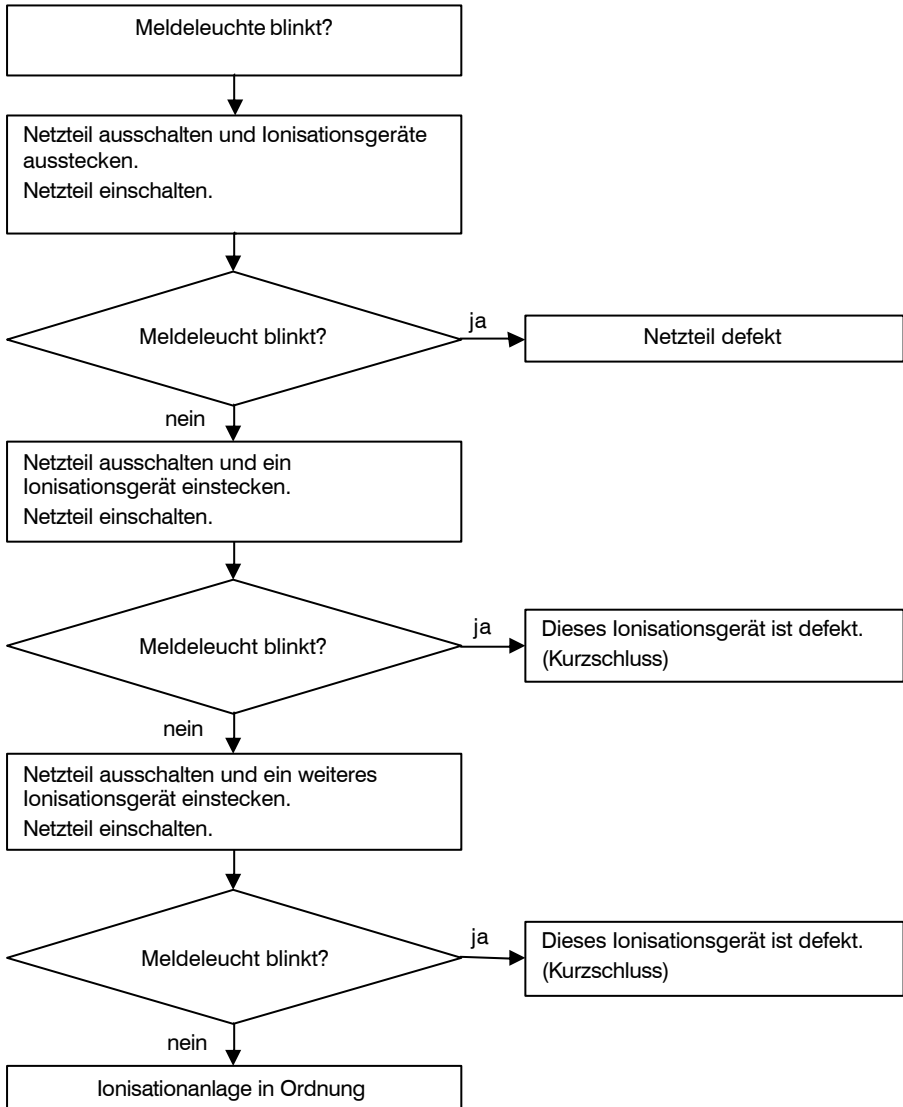 Meldeleuchte blinkt?
Netzteil ausschalten und Ionisationsgeräte
ausstecken.
Netzteil einschalten.
Meldeleucht blinkt?
ja
Netzteil defekt
nein
Netzteil ausschalten und ein
Ionisationsgerät einstecken.
Netzteil einschalten.
Meldeleucht blinkt?
ja
Dieses Ionisationsgerät ist defekt.
(Kurzschluss)
nein
Netzteil ausschalten und ein weiteres
Ionisationsgerät einstecken.
Netzteil einschalten.
Meldeleucht blinkt?
ja
Dieses Ionisationsgerät ist defekt.
(Kurzschluss)
nein
Ionisationanlage in Ordnung